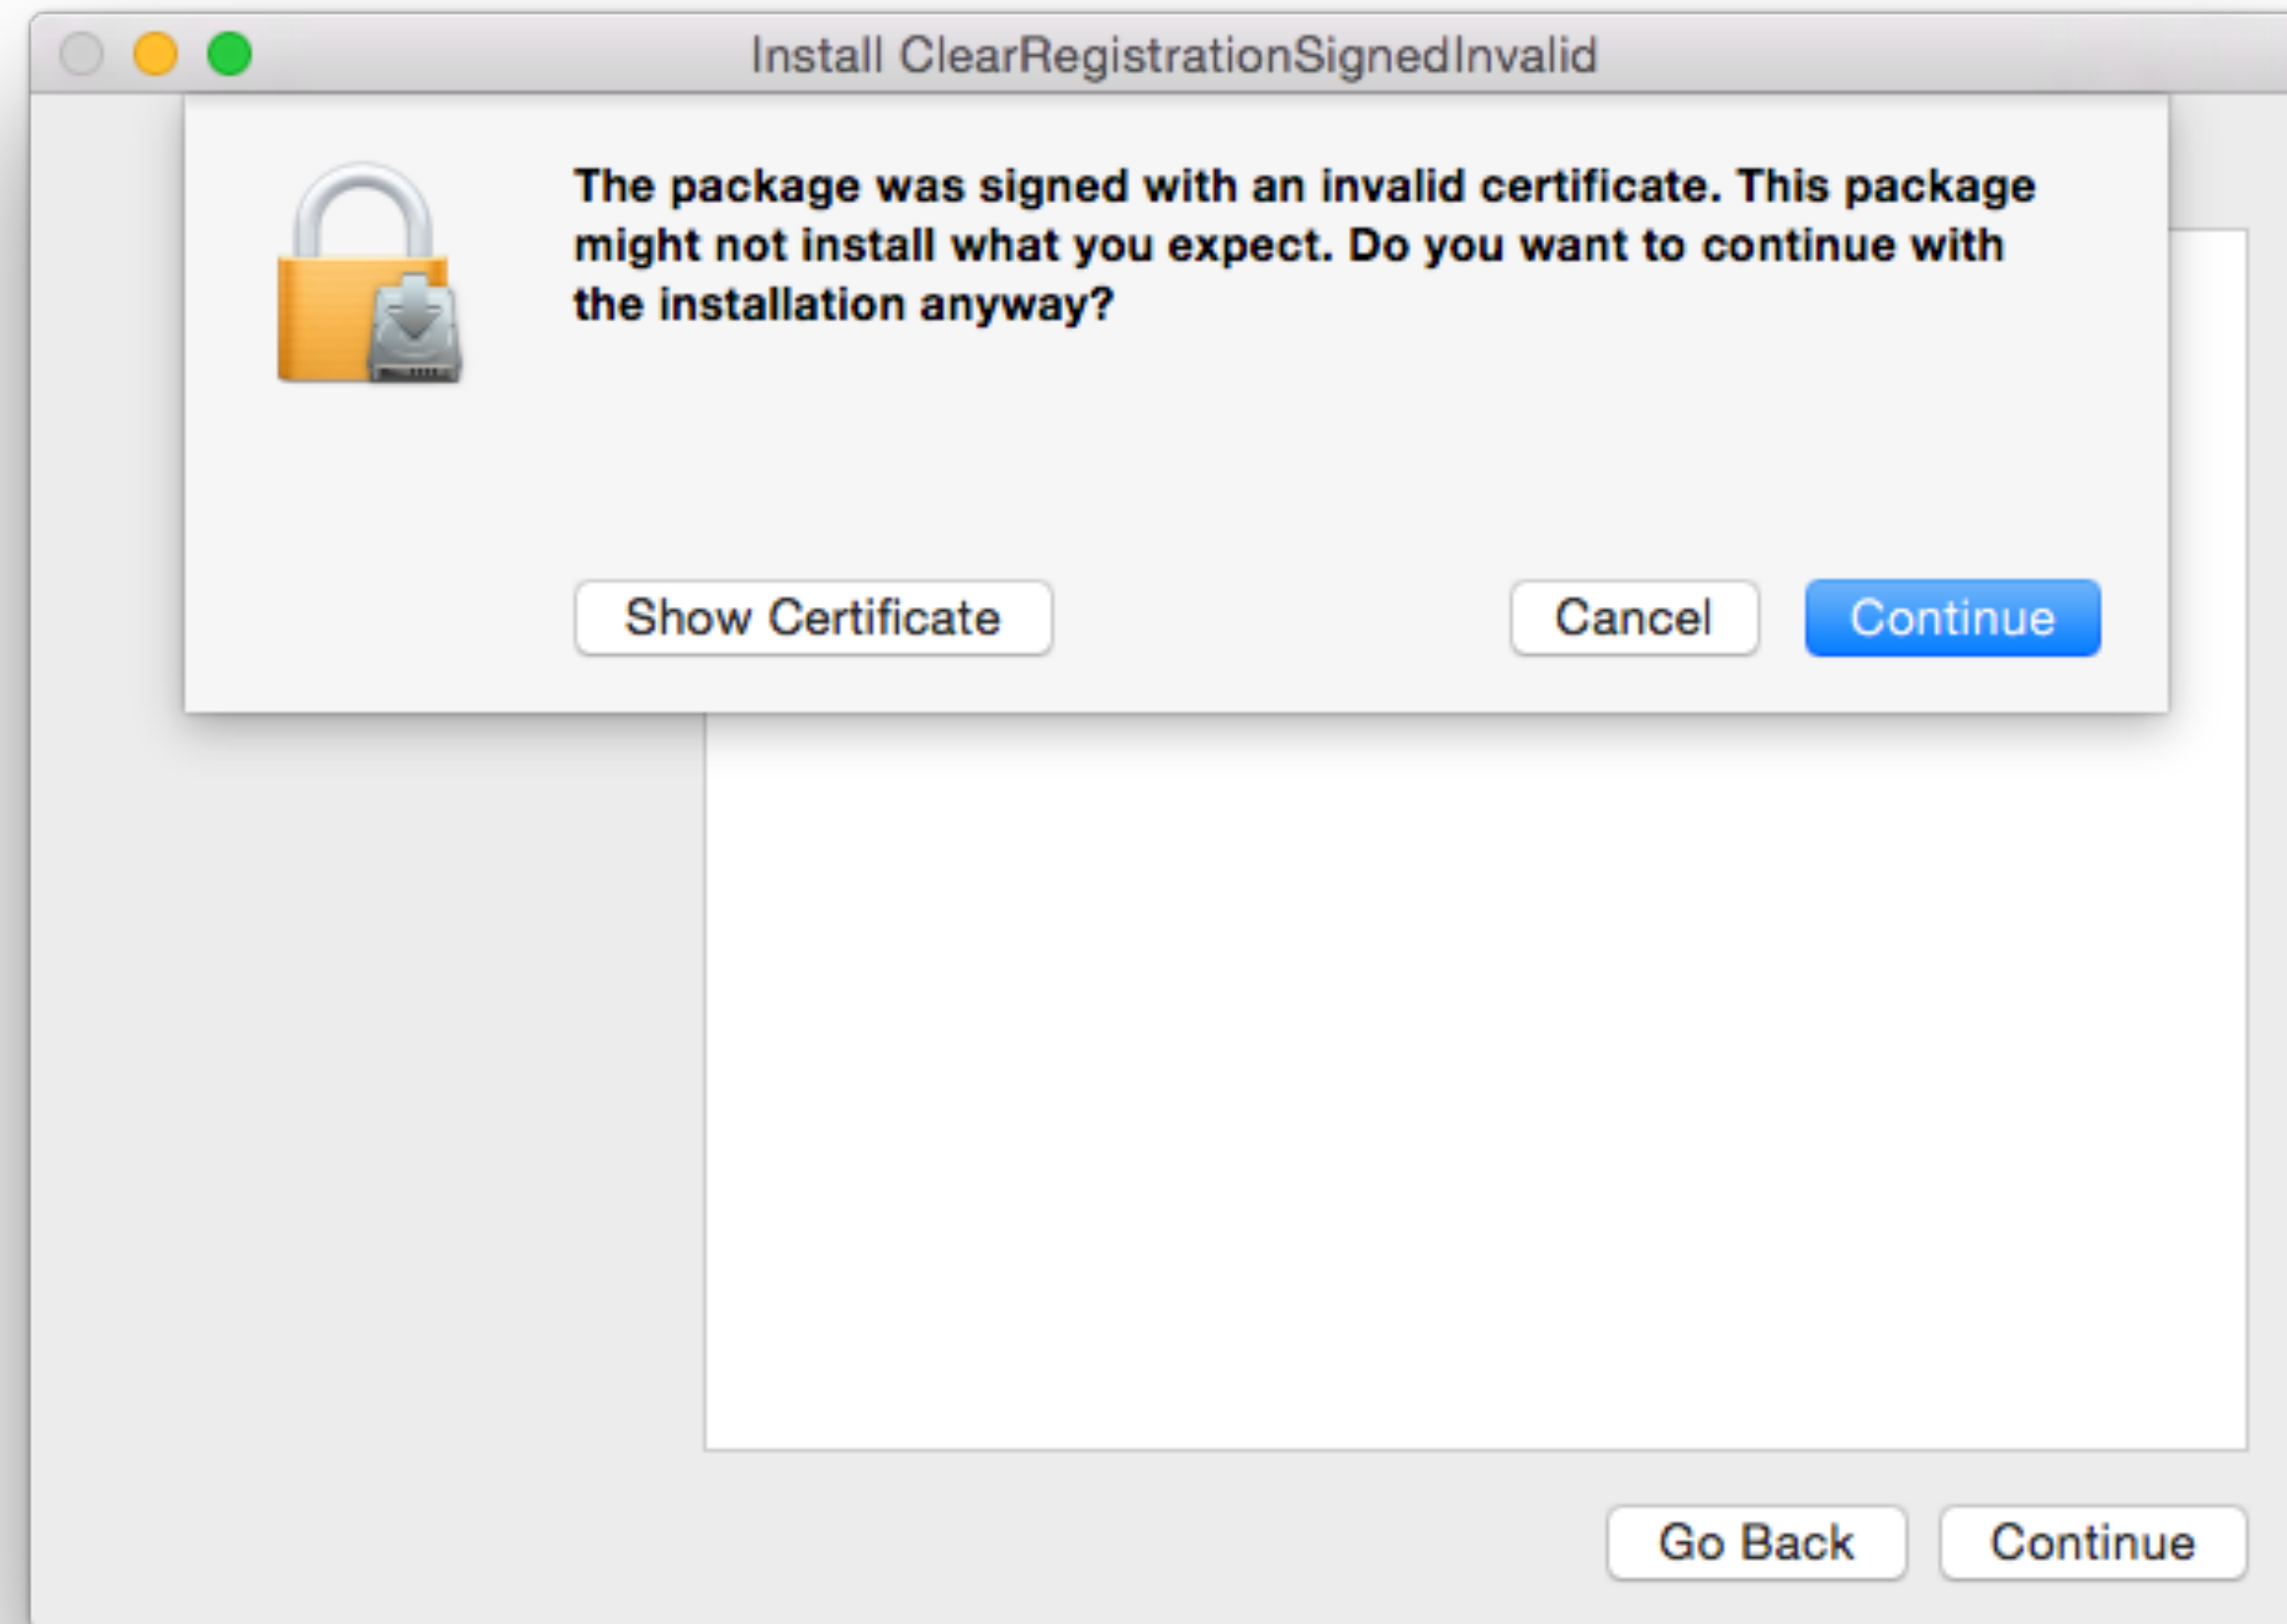 Install ClearRegistrationSignedInvalid
The package was signed with an invalid certificate. This package
might not install what you expect. Do you want to continue with
the installation anyway?
Show Certificate
Cancel
Continue
Go Back
Continue